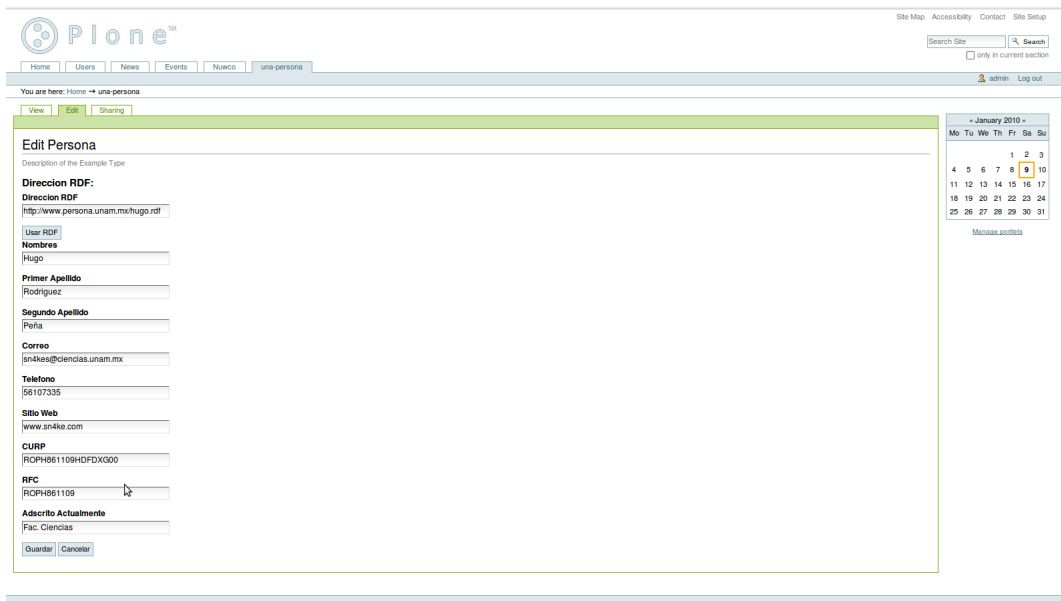 Site Map Accessibility Contact Site Setup
Plone™
Search Site Search
only in current section
Home Users News Events Nuwco una-persona
admin Log out
You are here: Home → una-persona
View Edit Sharing
Edit Persona
Description of the Example Type
Direccion RDF:
Direccion RDF
http://www.persona.unam.mx/hugo.rdf
Usar RDF
Nombres
Hugo
Primer Apellido
Rodriguez
Segundo Apellido
Peña
Correo
sn4kes@ciencias.unam.mx
Telefono
56107335
Sitio Web
www.sn4ke.com
CURP
ROPH861109HDFDXG00
RFC
ROPH861109
Adscrito Actualmente
Fac. Ciencias
Guardar Cancelar
« January 2010 »
Mo Tu We Th Fr Sa Su
1 2 3
4 5 6 7 8 9 10
11 12 13 14 15 16 17
18 19 20 21 22 23 24
25 26 27 28 29 30 31
Manage portlets